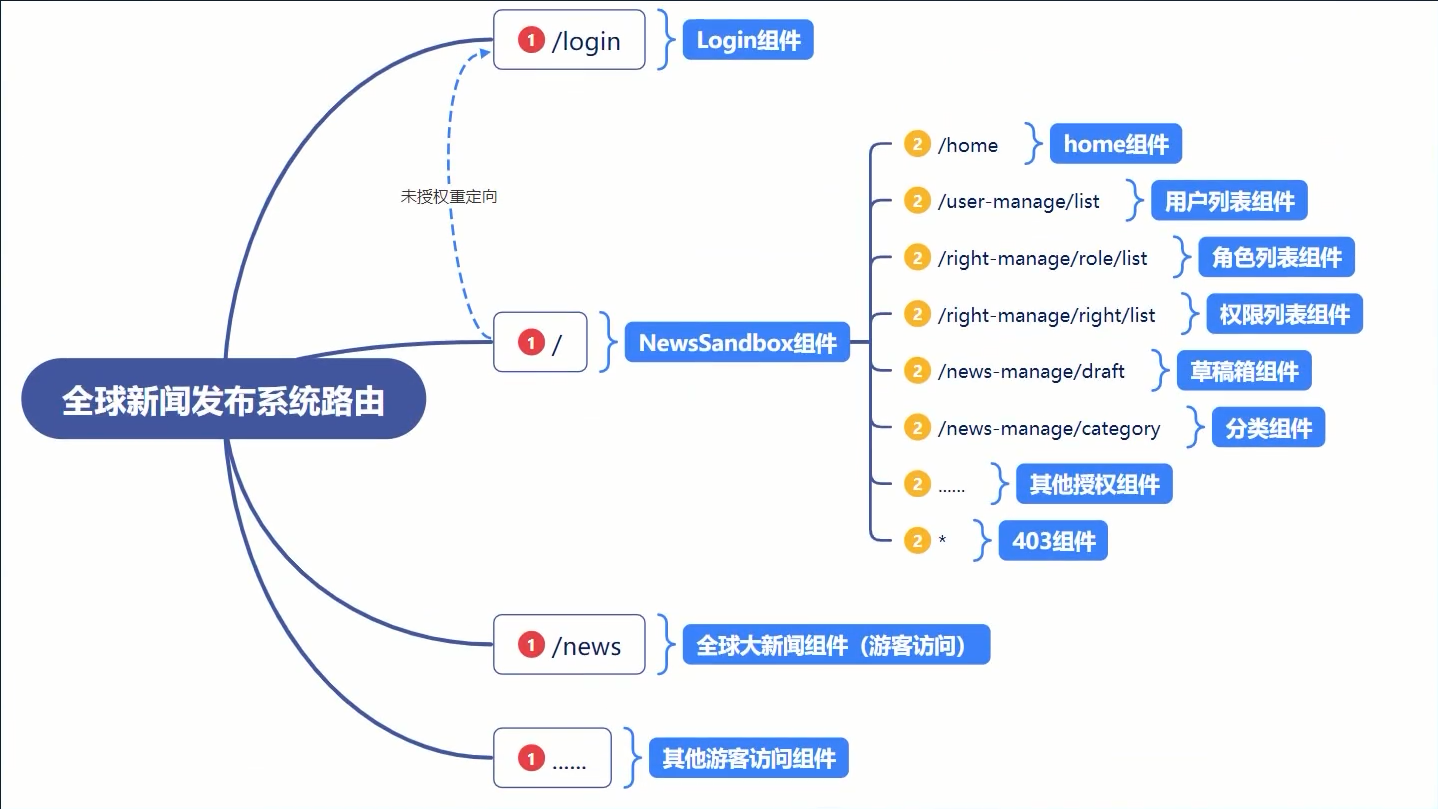 1 /login
Login组件
2 /home
home组件
未授权重定向
2 /user-manage/list
用户列表组件
2 /right-manage/role/list
角色列表组件
2 /right-manage/right/list
权限列表组件
1 /
NewsSandbox组件
2 /news-manage/draft
草稿箱组件
全球新闻发布系统路由
2 /news-manage/category
分类组件
2 ......
其他授权组件
2 *
403组件
1 /news
全球大新闻组件（游客访问）
1 ......
其他游客访问组件